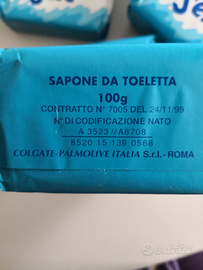 SAPONE DA TOELETTA
100g
CONTRATTO N° 7005 DEL 24/11/99
N° DI CODIFICAZIONE NATO
A 3523 // A8708
8520 15 139 0568
COLGATE-PALMOLIVE ITALIA S.r.l. - ROMA
subito